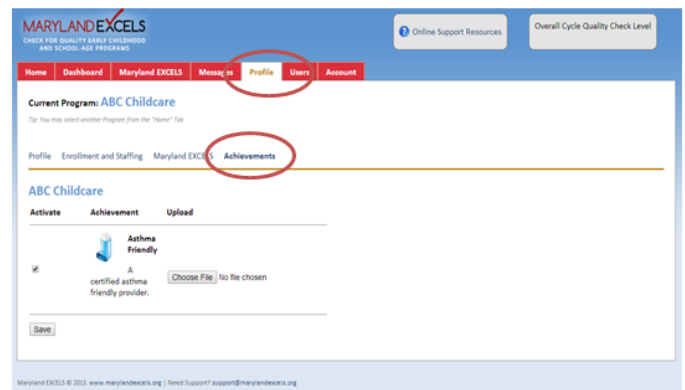 MARYLAND EXCELS
CHECK FOR QUALITY EARLY CHILDHOOD
AND SCHOOL-AGE PROGRAMS
Online Support Resources
Overall Cycle Quality Check Level
Home Dashboard Maryland EXCELS Messages Profile Users Account
Current Program: ABC Childcare
Tip: You may select another Program from the "Home" Tab
Profile Enrollment and Staffing Maryland EXCELS Achievements
ABC Childcare
Activate Achievement Upload
Asthma
Friendly
A
certified asthma
friendly provider.
Choose File No file chosen
Save
Maryland EXCELS © 2013. www.marylandexcels.org | Need Support? support@marylandexcels.org